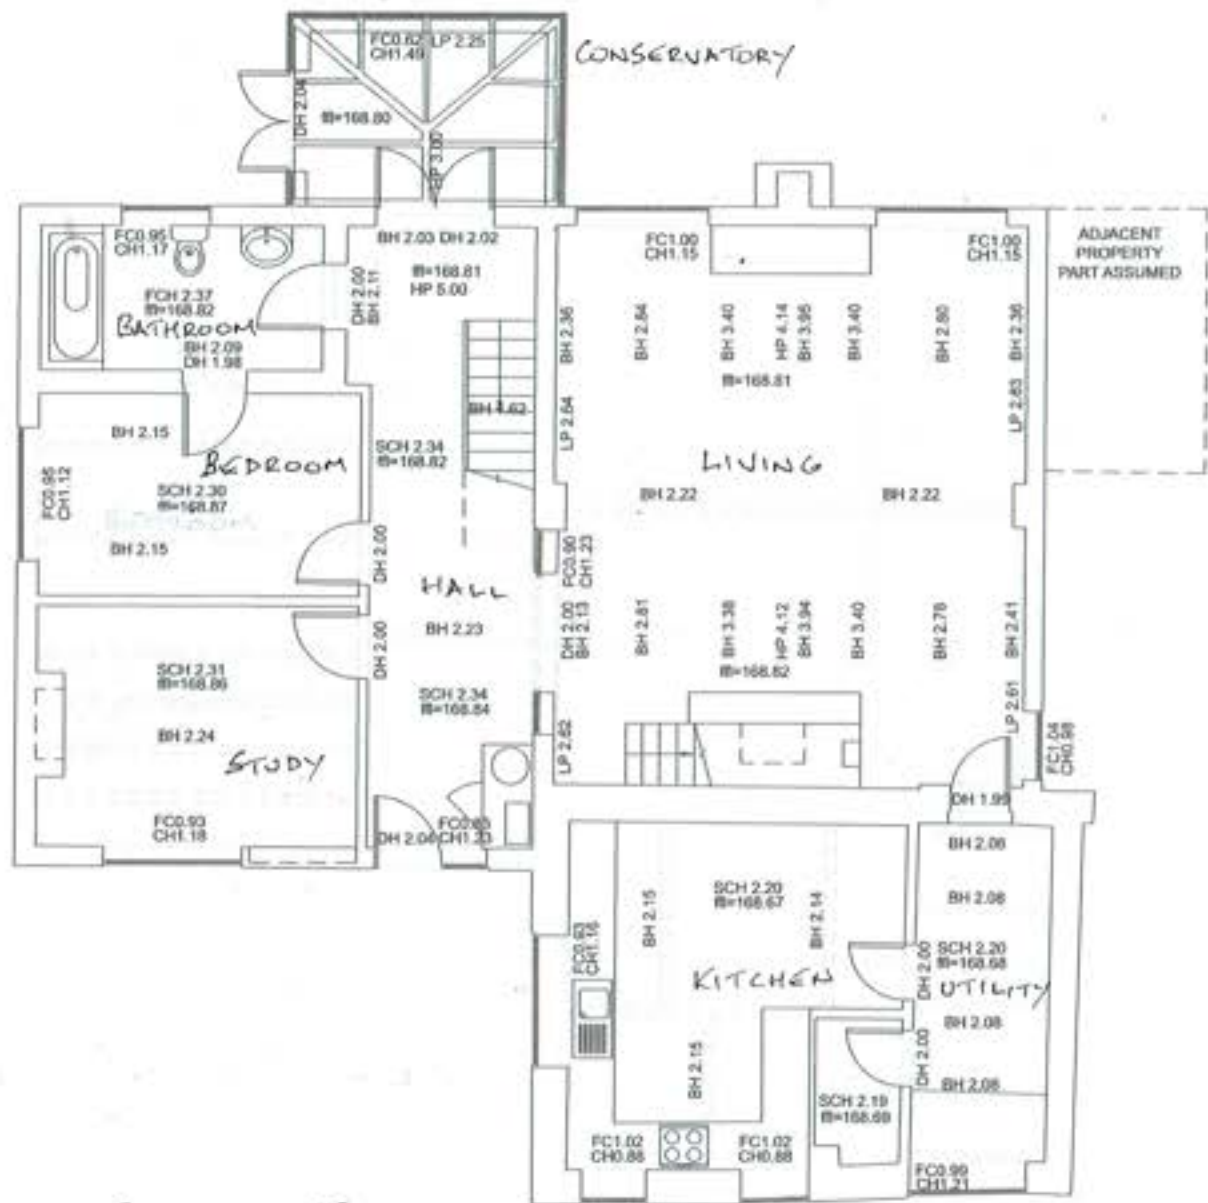 CONSERVATORY
FC0.62
CH1.49
LP 2.25
DH 2.04
ffl=168.80
HP 3.00
FC0.95
CH1.17
FCH 2.37
ffl=168.82
BATHROOM
BH 2.09
DH 1.98
DH 2.00
BH 2.11
BH 2.03 DH 2.02
ffl=168.81
HP 5.00
FC1.00
CH1.15
FC1.00
CH1.15
ADJACENT
PROPERTY
PART ASSUMED
BH 2.36
BH 2.84
BH 3.40
HP 4.14
BH 3.95
BH 3.40
BH 2.80
BH 2.36
ffl=168.81
LP 2.64
LP 2.63
BH 2.15
BEDROOM
SCH 2.30
ffl=168.87
BH 2.15
FC0.95
CH1.12
SCH 2.34
ffl=168.82
LIVING
BH 2.22
BH 2.22
DH 2.00
HALL
BH 2.23
FC0.90
CH1.23
DH 2.00
DH 2.00
BH 2.13
BH 2.81
BH 3.38
HP 4.12
BH 3.94
BH 3.40
BH 2.78
BH 2.41
ffl=168.82
SCH 2.31
ffl=168.86
BH 2.24
STUDY
FC0.93
CH1.18
SCH 2.34
ffl=168.84
LP 2.62
LP 2.61
FC1.04
CH0.98
DH 2.04
CH1.23
DH 1.99
BH 2.06
BH 2.08
SCH 2.20
ffl=168.67
BH 2.15
BH 2.14
FC0.93
CH1.16
KITCHEN
DH 2.00
SCH 2.20
ffl=168.68
UTILITY
BH 2.08
DH 2.00
BH 2.08
BH 2.15
SCH 2.19
ffl=168.69
FC1.02
CH0.86
FC1.02
CH0.88
FC0.99
CH1.21